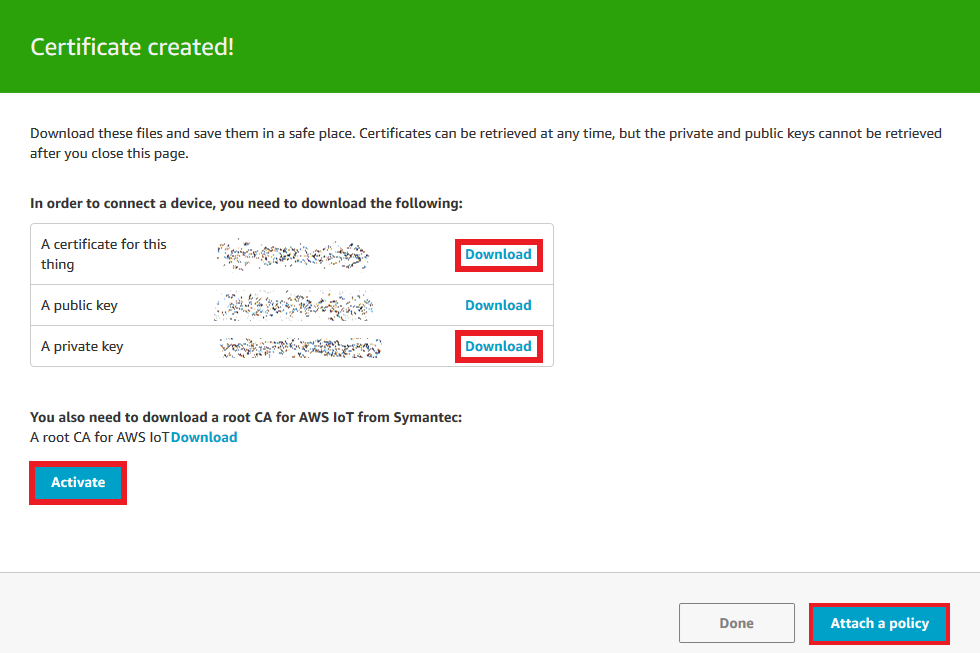 Certificate created!
Download these files and save them in a safe place. Certificates can be retrieved at any time, but the private and public keys cannot be retrieved
after you close this page.
In order to connect a device, you need to download the following:
A certificate for this
thing
Download
A public key
Download
A private key
Download
You also need to download a root CA for AWS IoT from Symantec:
A root CA for AWS IoTDownload
Activate
Done
Attach a policy